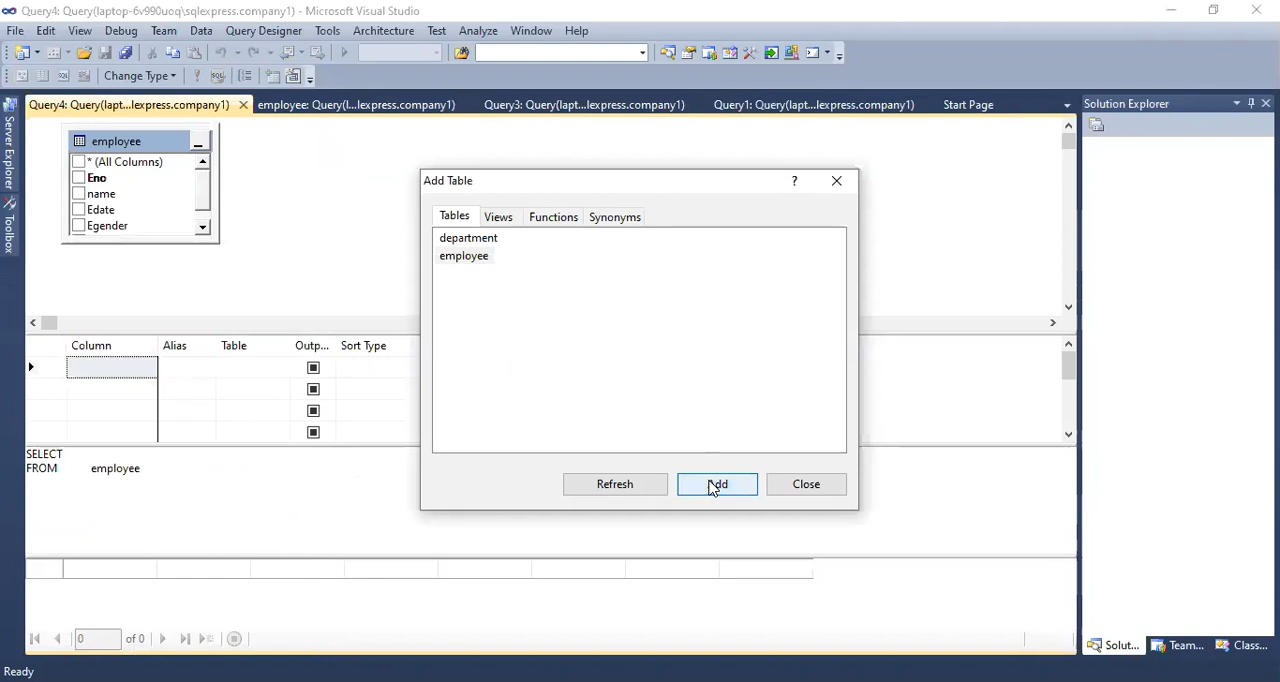 Query4: Query(laptop-6v990uoq\sqlexpress.company1) - Microsoft Visual Studio
File Edit View Debug Team Data Query Designer Tools Architecture Test Analyze Window Help
Change Type
Query4: Query(lapt...lexpress.company1) employee: Query(l...lexpress.company1) Query3: Query(lapt...lexpress.company1) Query1: Query(lapt...lexpress.company1) Start Page
Solution Explorer
Server Explorer
Toolbox
employee
* (All Columns)
Eno
name
Edate
Egender
Add Table
?
Tables Views Functions Synonyms
department
employee
Refresh Close
Column Alias Table Outp... Sort Type
SELECT
FROM employee
0 of 0
Solut... Team... Class...
Ready